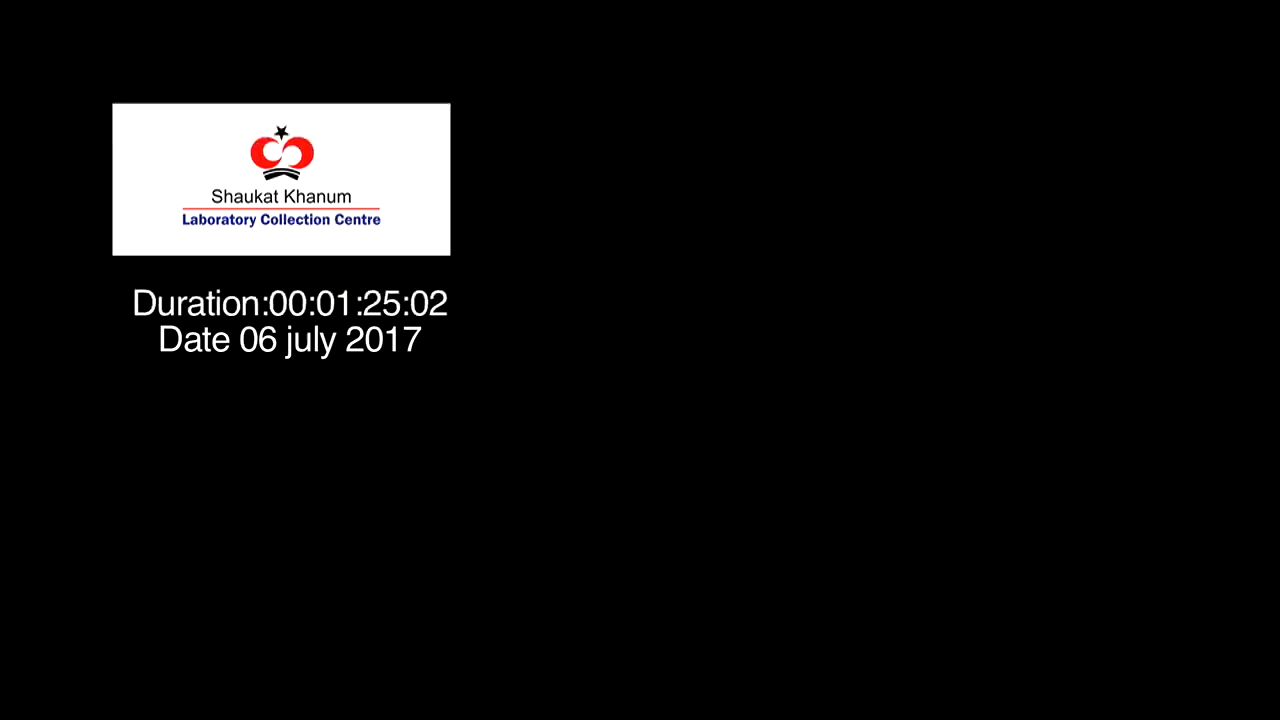 Shaukat Khanum
Laboratory Collection Centre
Duration:00:01:25:02
Date 06 july 2017